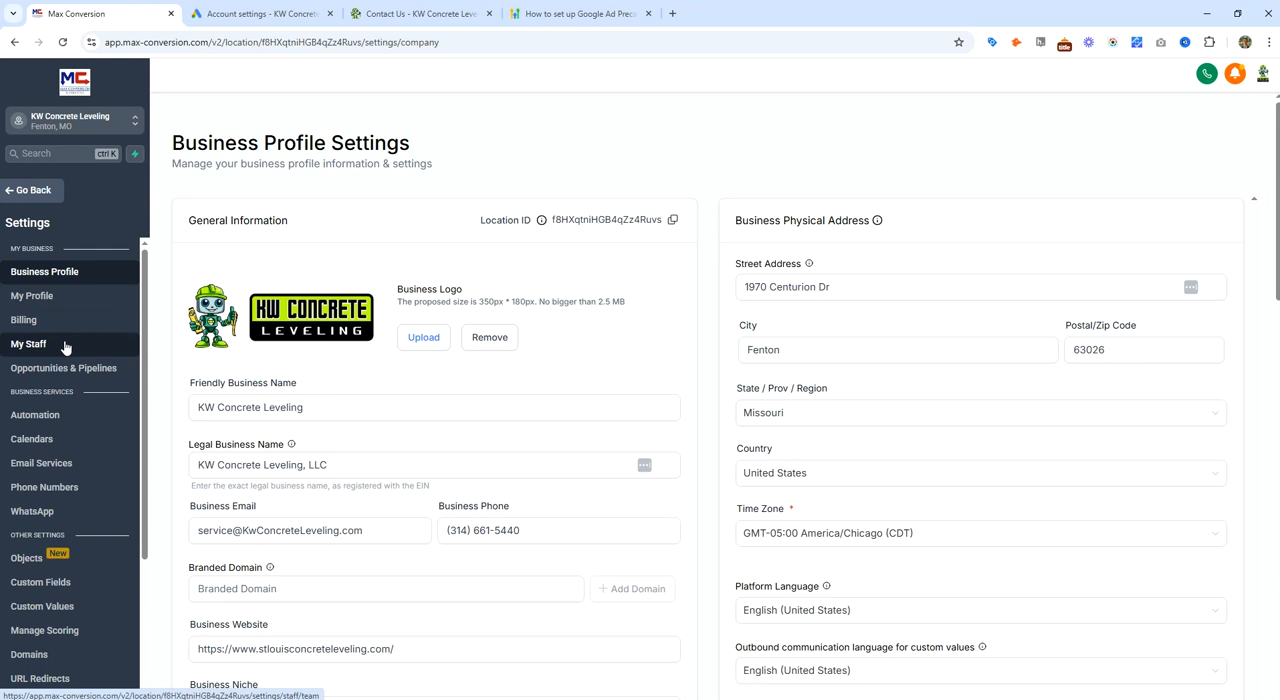 Max Conversion
Account settings - KW Concrete
Contact Us - KW Concrete Leve
How to set up Google Ad Preci
app.max-conversion.com/v2/location/f8HXqtniHGB4qZz4Ruvs/settings/company
title
MC
KW Concrete Leveling
Fenton, MO
Search
ctrl K
Go Back
Settings
MY BUSINESS
Business Profile
My Profile
Billing
My Staff
Opportunities & Pipelines
BUSINESS SERVICES
Automation
Calendars
Email Services
Phone Numbers
WhatsApp
OTHER SETTINGS
Objects New
Custom Fields
Custom Values
Manage Scoring
Domains
URL Redirects
https://app.max-conversion.com/v2/location/f8HXqtniHGB4qZz4Ruvs/settings/staff/team
Business Profile Settings
Manage your business profile information & settings
General Information
Location ID f8HXqtniHGB4qZz4Ruvs
KW CONCRETE
LEVELING
Business Logo
The proposed size is 350px * 180px. No bigger than 2.5 MB
Upload
Remove
Friendly Business Name
KW Concrete Leveling
Legal Business Name
KW Concrete Leveling, LLC
Enter the exact legal business name, as registered with the EIN
Business Email
Business Phone
service@KwConcreteLeveling.com
(314) 661-5440
Branded Domain
Branded Domain
+ Add Domain
Business Website
https://www.stlouisconcreteleveling.com/
Business Niche
Business Physical Address
Street Address
1970 Centurion Dr
City
Postal/Zip Code
Fenton
63026
State / Prov / Region
Missouri
Country
United States
Time Zone *
GMT-05:00 America/Chicago (CDT)
Platform Language
English (United States)
Outbound communication language for custom values
English (United States)